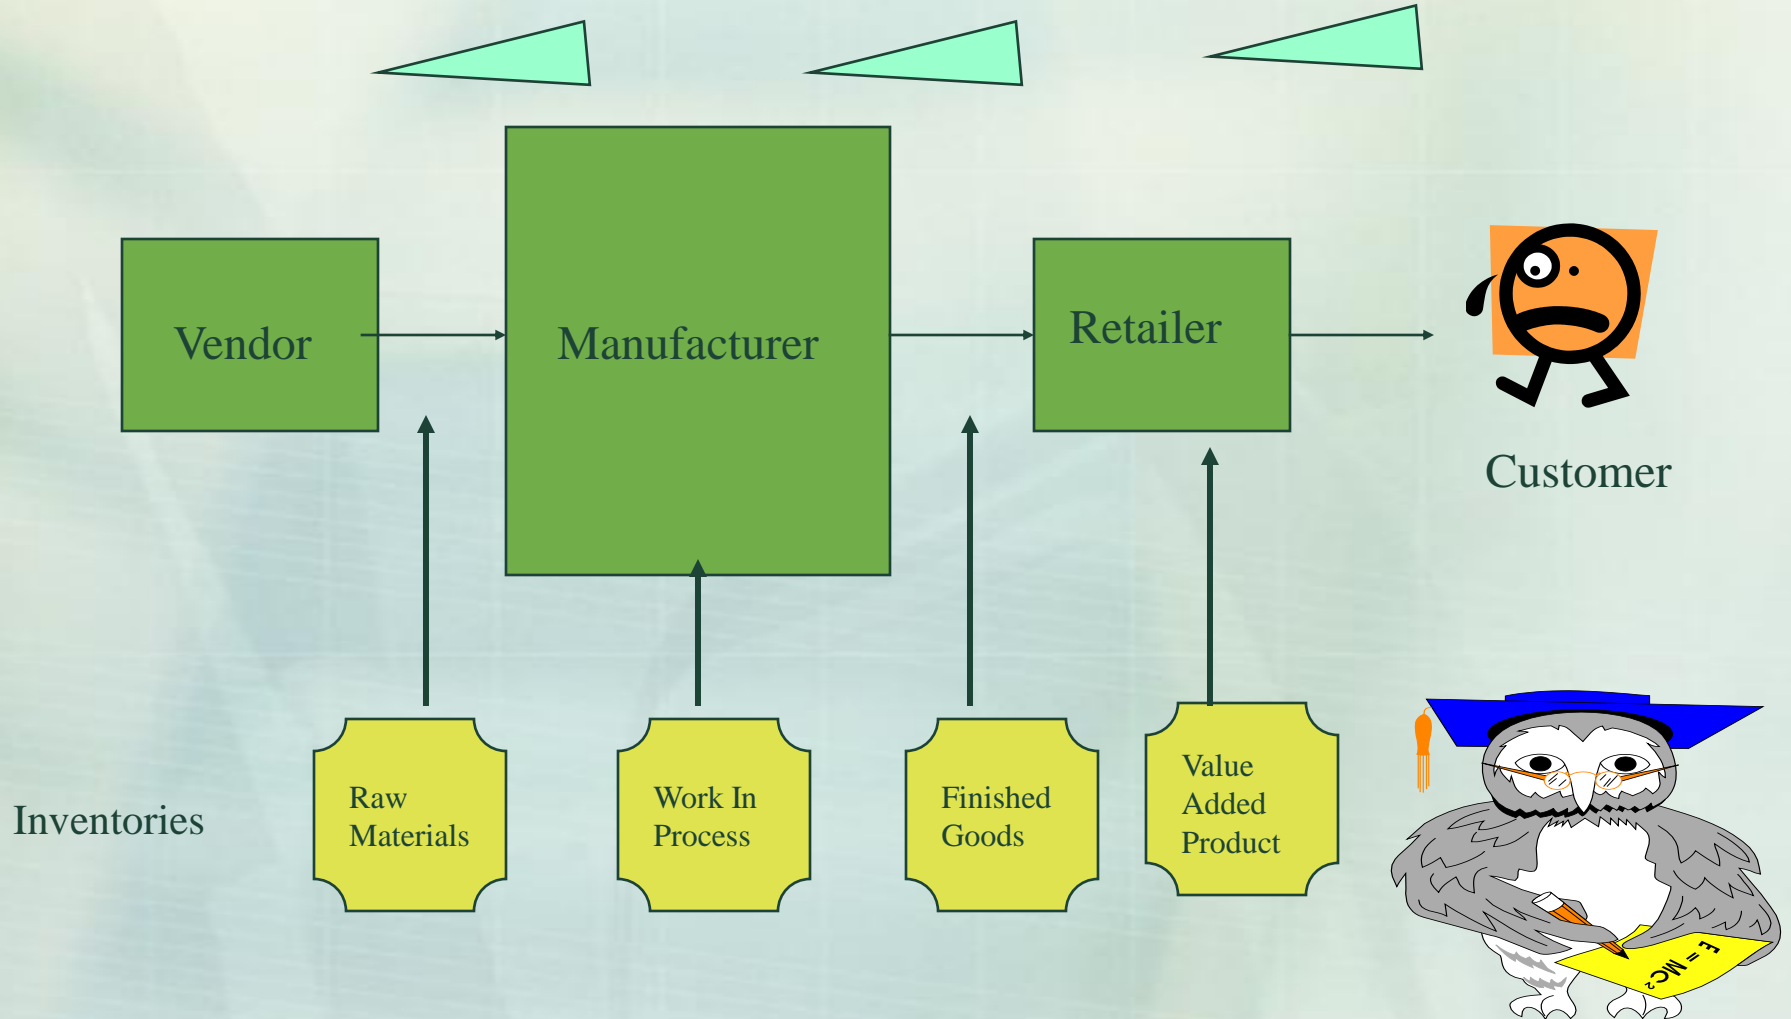 Vendor
Manufacturer
Retailer
Customer
Inventories
Raw
Materials
Work In
Process
Finished
Goods
Value
Added
Product
E = MC²